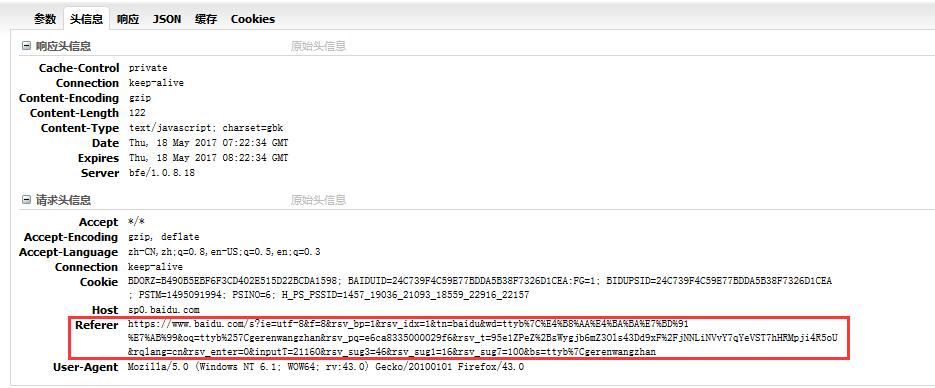 参数 头信息 响应 JSON 缓存 Cookies
响应头信息 原始头信息
Cache-Control private
Connection keep-alive
Content-Encoding gzip
Content-Length 122
Content-Type text/javascript; charset=gbk
Date Thu, 18 May 2017 07:22:34 GMT
Expires Thu, 18 May 2017 08:22:34 GMT
Server bfe/1.0.8.18
请求头信息 原始头信息
Accept */*
Accept-Encoding gzip, deflate
Accept-Language zh-CN,zh;q=0.8,en-US;q=0.5,en;q=0.3
Connection keep-alive
Cookie BDORZ=B490B5EBF6F3CD402E515D22BCDA1598; BAIDUID=24C739F4C59E77BDDA5B38F7326D1CEA:FG=1; BIDUPSID=24C739F4C59E77BDDA5B38F7326D1CEA
; PSTM=1495091994; PSINO=6; H_PS_PSSID=1457_19036_21093_18559_22916_22157
Host sp0.baidu.com
Referer https://www.baidu.com/s?ie=utf-8&f=8&rsv_bp=1&rsv_idx=1&tn=baidu&wd=ttyb%7C%E4%B8%AA%E4%BA%BA%E7%BD%91
%E7%AB%99&oq=ttyb%257Cgerenwangzhan&rsv_pq=e6ca8335000029f6&rsv_t=95e1ZPeZ%2BsWygjb6mZ3Ols43Dd9xF%2FjNNLiNVvY7qYeVST7hHRMpji4R5oU
&rqlang=cn&rsv_enter=0&inputT=21160&rsv_sug3=46&rsv_sug1=16&rsv_sug7=100&bs=ttyb%7Cgerenwangzhan
User-Agent Mozilla/5.0 (Windows NT 6.1; WOW64; rv:43.0) Gecko/20100101 Firefox/43.0